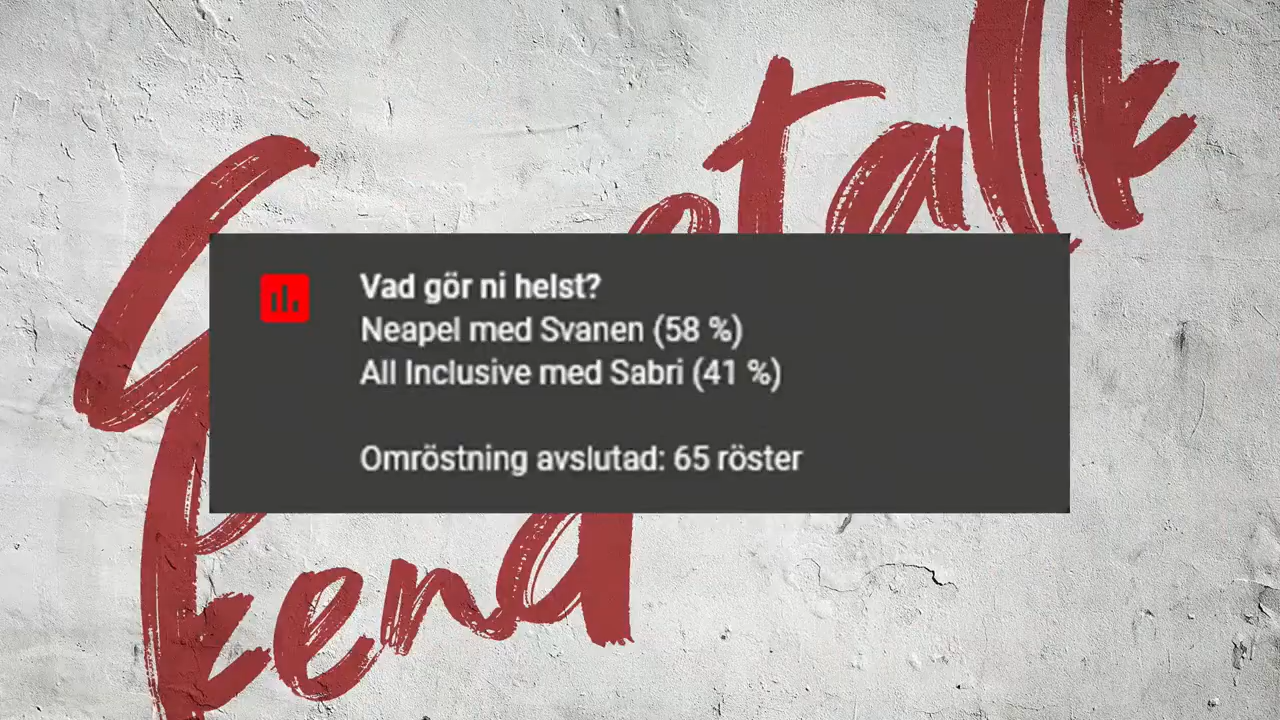 Vad gör ni helst?
Neapel med Svanen (58 %)
All Inclusive med Sabri (41 %)
Omröstning avslutad: 65 röster